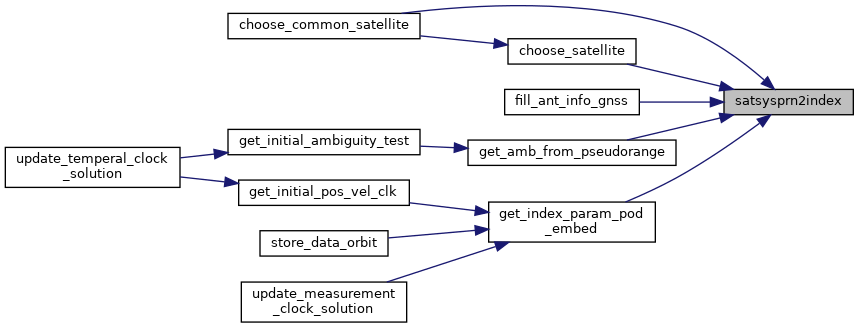 choose_common_satellite
choose_satellite
satsysprn2index
fill_ant_info_gnss
get_initial_ambiguity_test
get_amb_from_pseudorange
update_temperal_clock
_solution
get_initial_pos_vel_clk
get_index_param_pod
_embed
store_data_orbit
update_measurement
_clock_solution